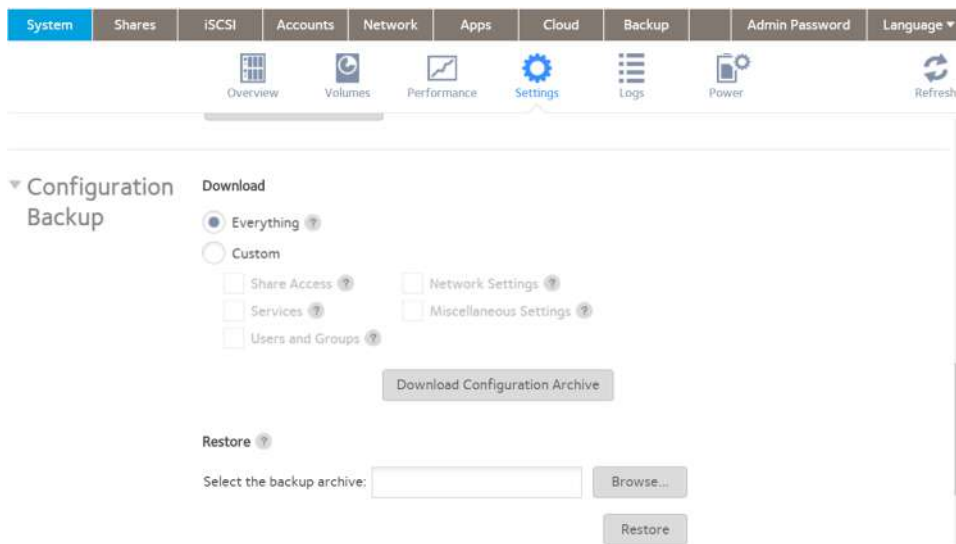 System Shares iSCSI Accounts Network Apps Cloud Backup Admin Password Language
Overview Volumes Performance Settings Logs Power Refresh
Configuration
Backup
Download
Everything ?
Custom
Share Access ? Network Settings ?
Services ? Miscellaneous Settings ?
Users and Groups ?
Download Configuration Archive
Restore ?
Select the backup archive: Browse...
Restore